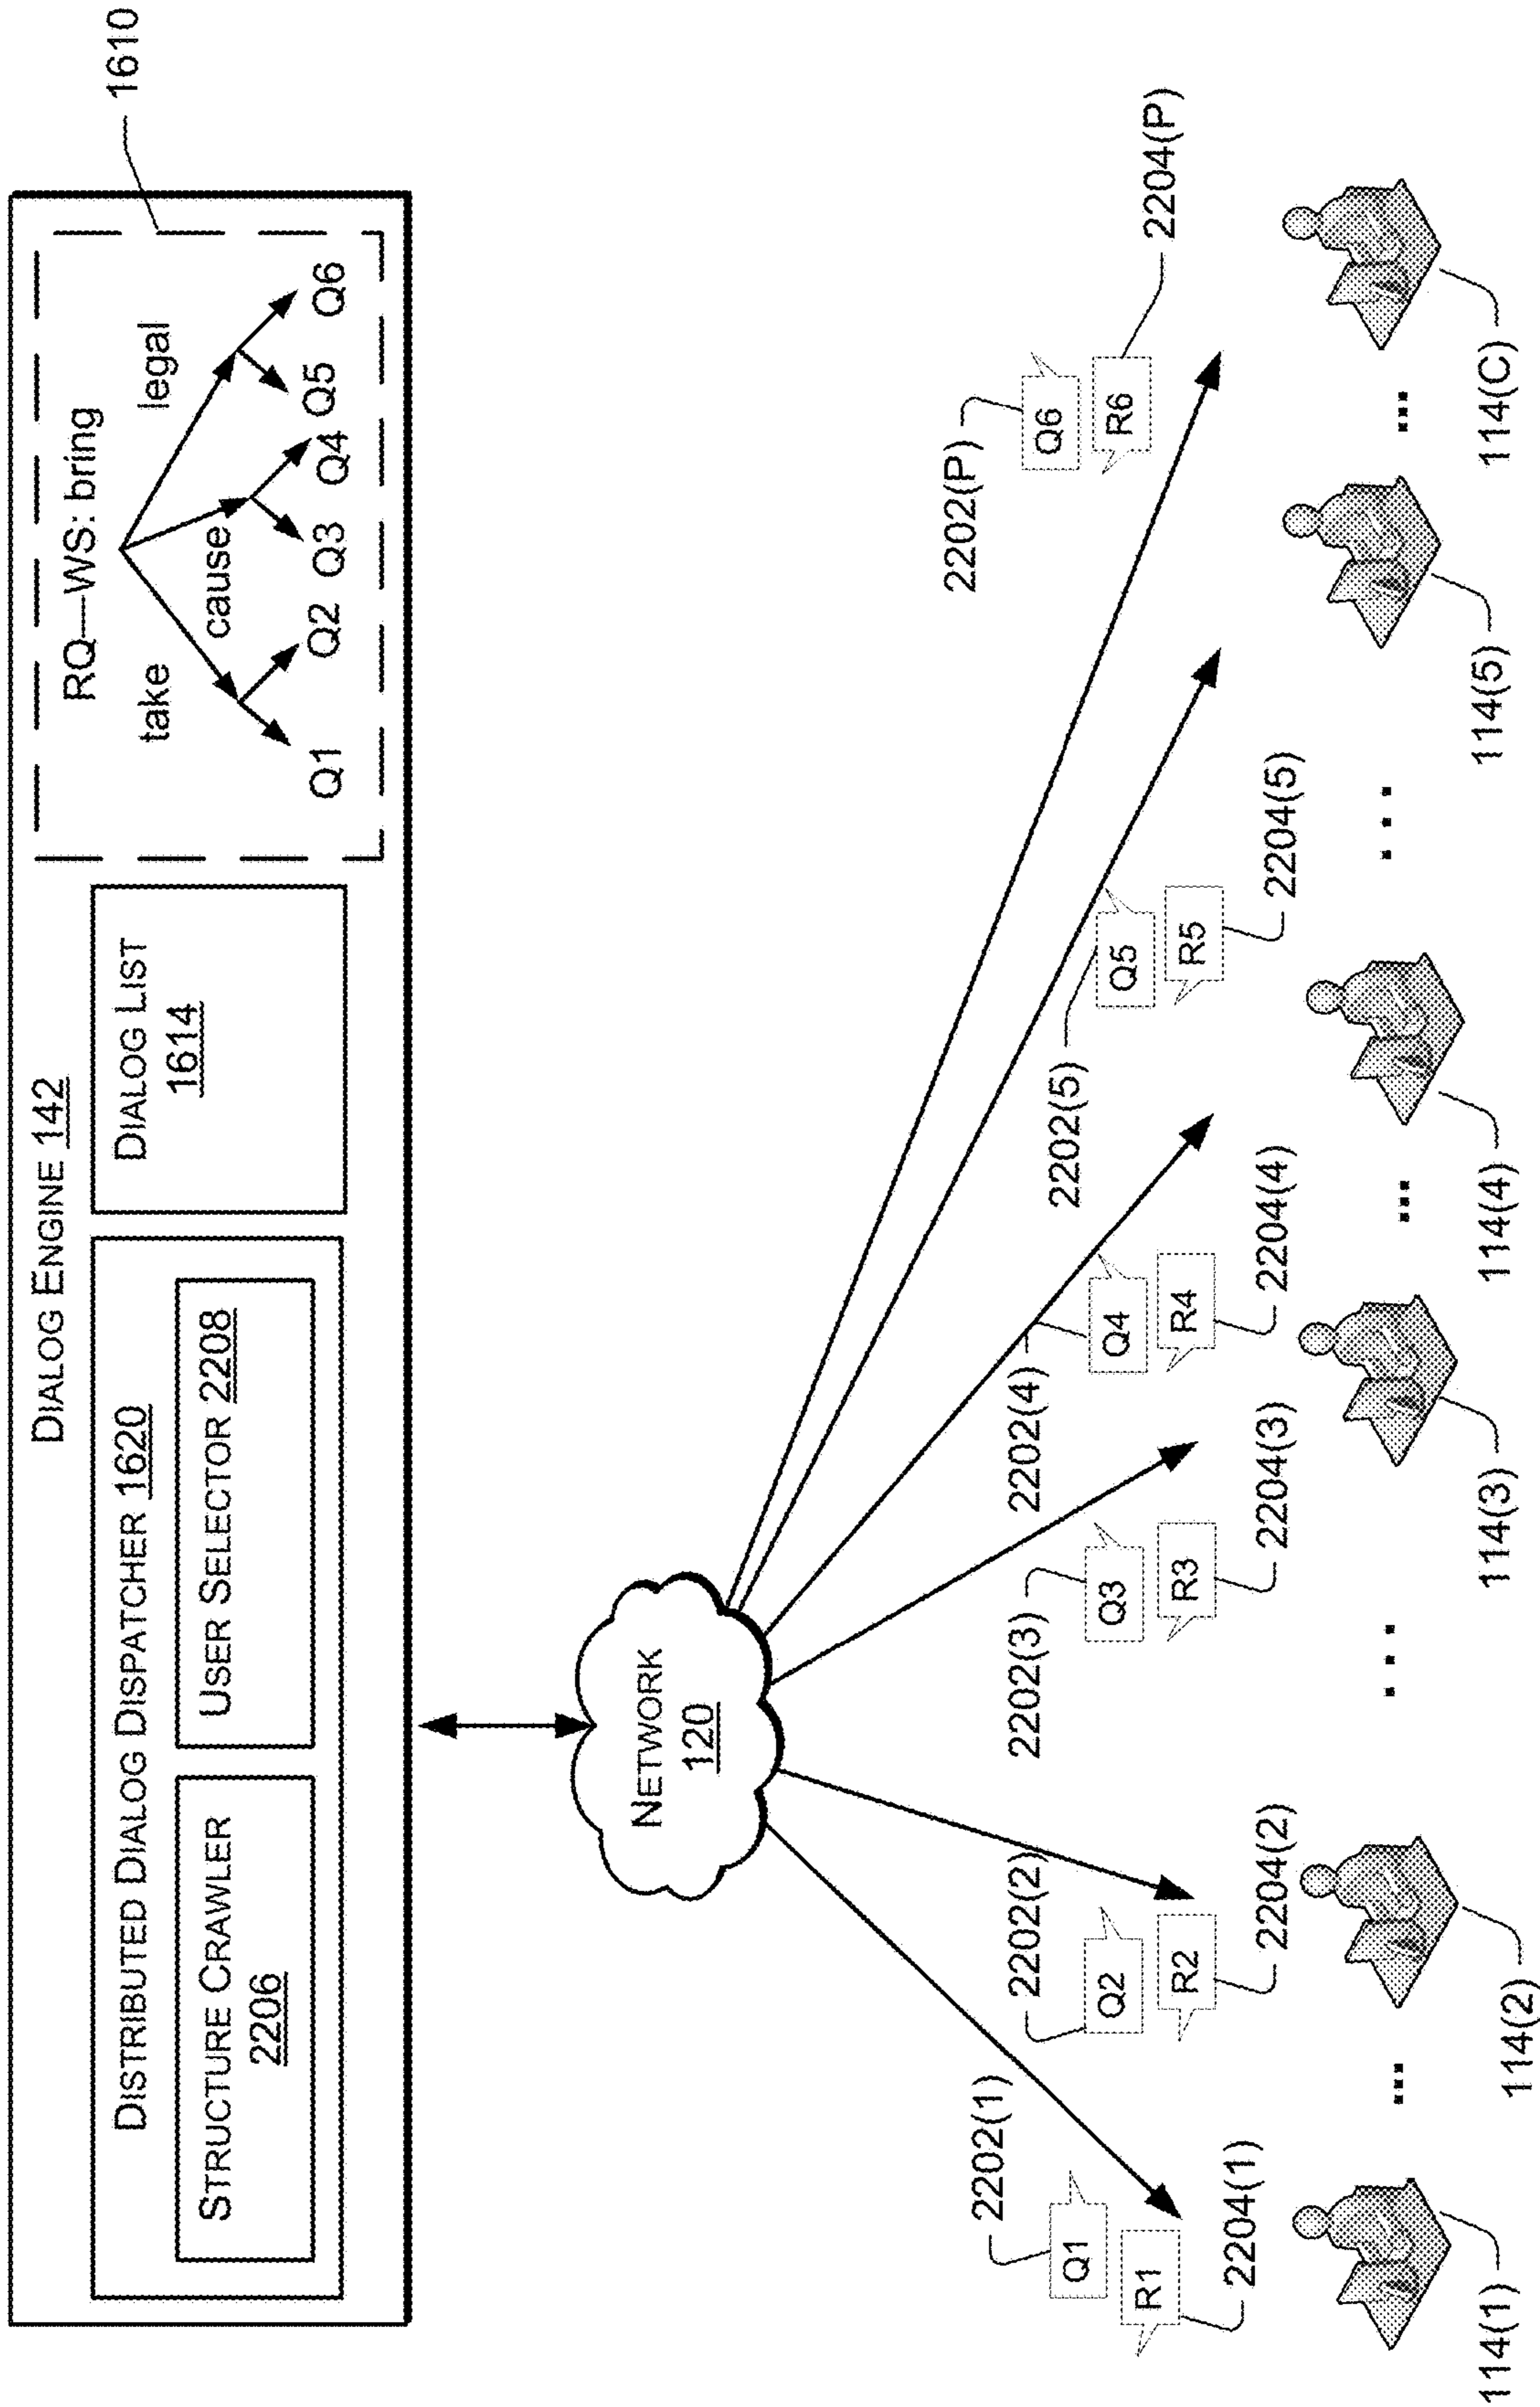 DIALOG ENGINE 142
DISTRIBUTED DIALOG DISPATCHER 1620
STRUCTURE CRAWLER
2206
USER SELECTOR 2208
DIALOG LIST
1614
RQ—WS: bring
take
cause
legal
Q1
Q2
Q3
Q4
Q5
Q6
1610
NETWORK
120
2202(1)
Q1
R1
2204(1)
2202(2)
Q2
R2
2204(2)
2202(3)
Q3
R3
2204(3)
2202(4)
Q4
R4
2204(4)
2202(5)
Q5
R5
2204(5)
2202(P)
Q6
R6
2204(P)
...
...
...
...
...
114(1)
114(2)
114(3)
114(4)
114(5)
114(C)